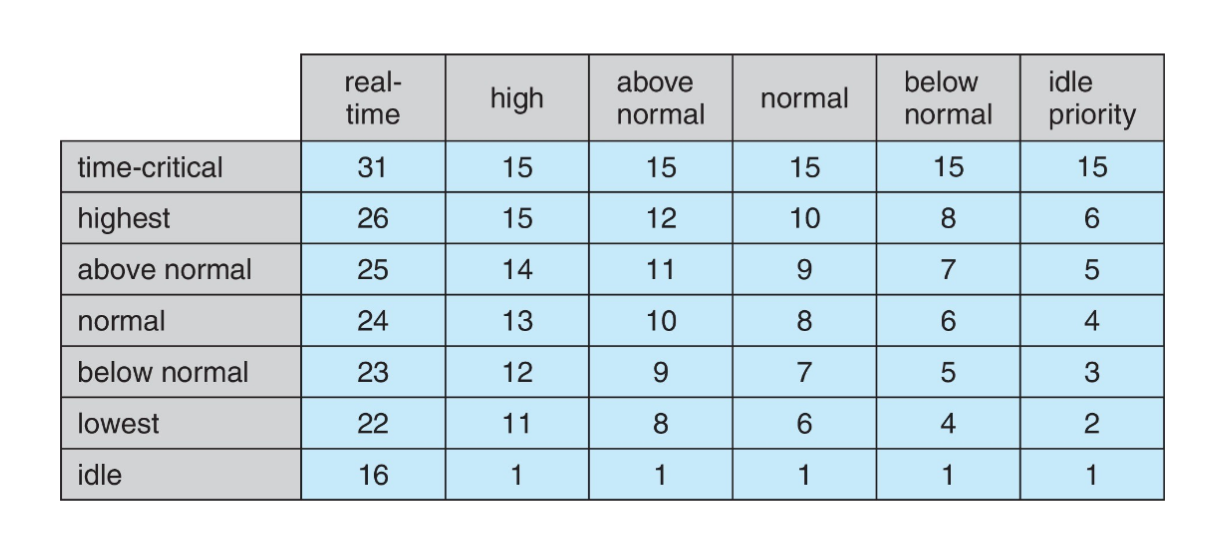 real-time high above normal normal below normal idle priority
time-critical 31 15 15 15 15 15
highest 26 15 12 10 8 6
above normal 25 14 11 9 7 5
normal 24 13 10 8 6 4
below normal 23 12 9 7 5 3
lowest 22 11 8 6 4 2
idle 16 1 1 1 1 1